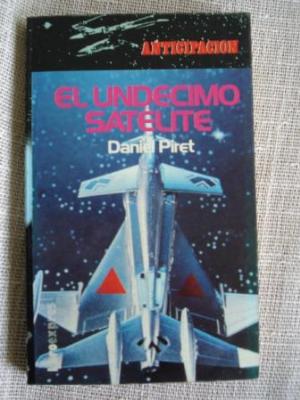 ANTICIPACION
EL UNDECIMO
SATELITE
Daniel Piret